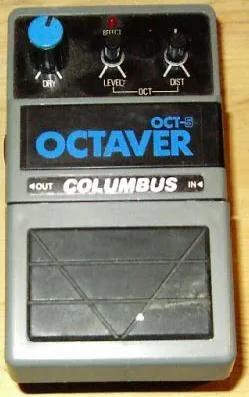 EFFECT
DRY LEVEL DIST
OCT
OCT-5
OCTAVER
◄OUT COLUMBUS IN◄